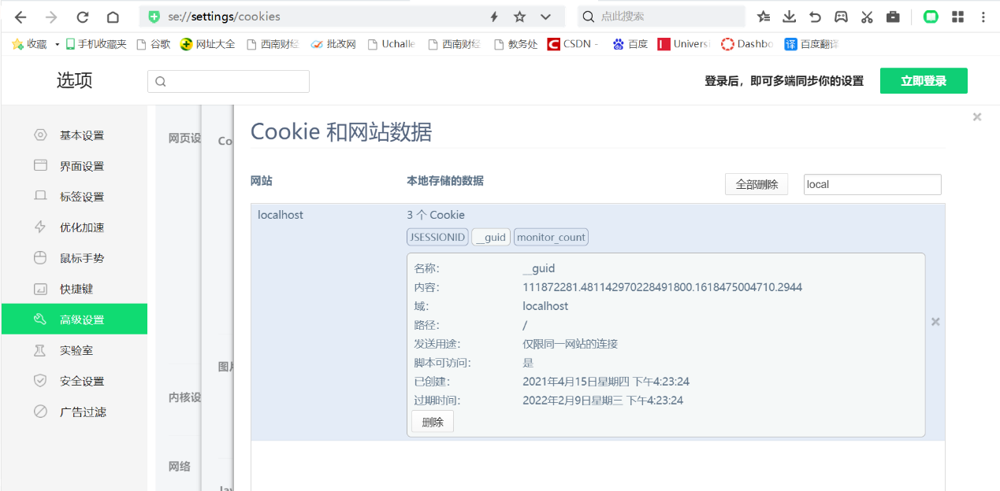 se://settings/cookies
点此搜索
收藏 手机收藏夹 谷歌 网址大全 西南财经 批改网 Uchalle 西南财经 教务处 CSDN - 百度 Universi Dashbo 百度翻译
选项
登录后，即可多端同步你的设置
立即登录
基本设置
界面设置
标签设置
优化加速
鼠标手势
快捷键
高级设置
实验室
安全设置
广告过滤
网页设
内核设
网络
Co
图片
Jav
Cookie 和网站数据
网站
本地存储的数据
全部删除
local
localhost
3 个 Cookie
JSESSIONID __guid monitor_count
名称： __guid
内容： 111872281.481142970228491800.1618475004710.2944
域： localhost
路径： /
发送用途： 仅限同一网站的连接
脚本可访问： 是
已创建： 2021年4月15日星期四 下午4:23:24
过期时间： 2022年2月9日星期三 下午4:23:24
删除